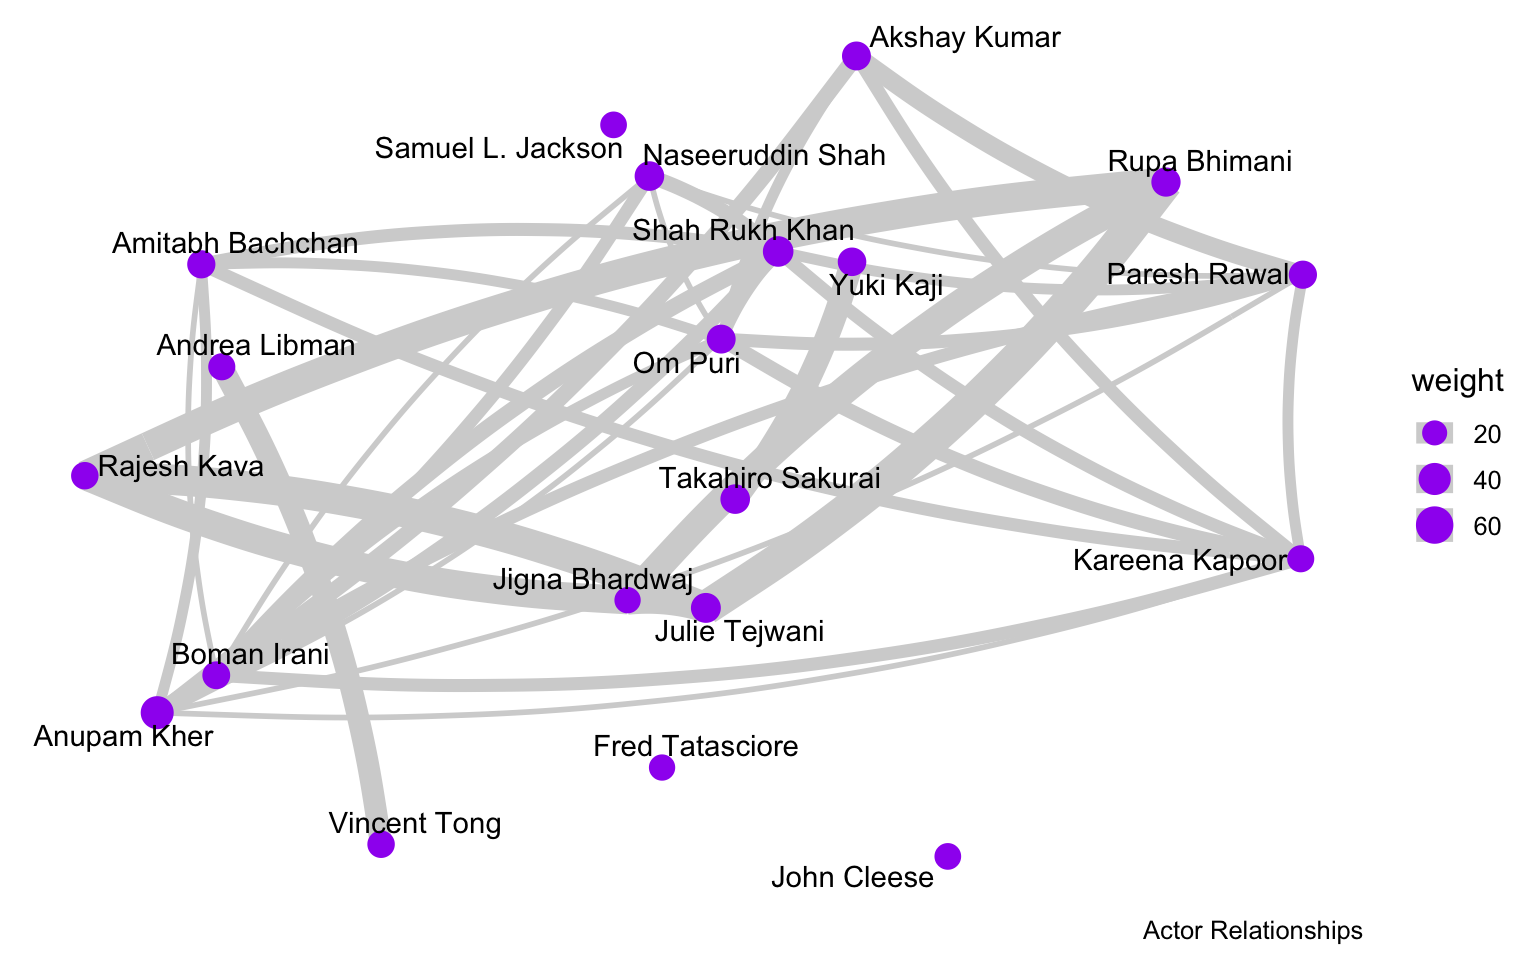 Akshay Kumar
Samuel L. Jackson
Naseeruddin Shah
Rupa Bhimani
Shah Rukh Khan
Amitabh Bachchan
Paresh Rawal
Yuki Kaji
Andrea Libman
Om Puri
weight
20
Rajesh Kava
Takahiro Sakurai
40
60
Kareena Kapoor
Jigna Bhardwaj
Julie Tejwani
Boman Irani
Anupam Kher
Fred Tatasciore
Vincent Tong
John Cleese
Actor Relationships